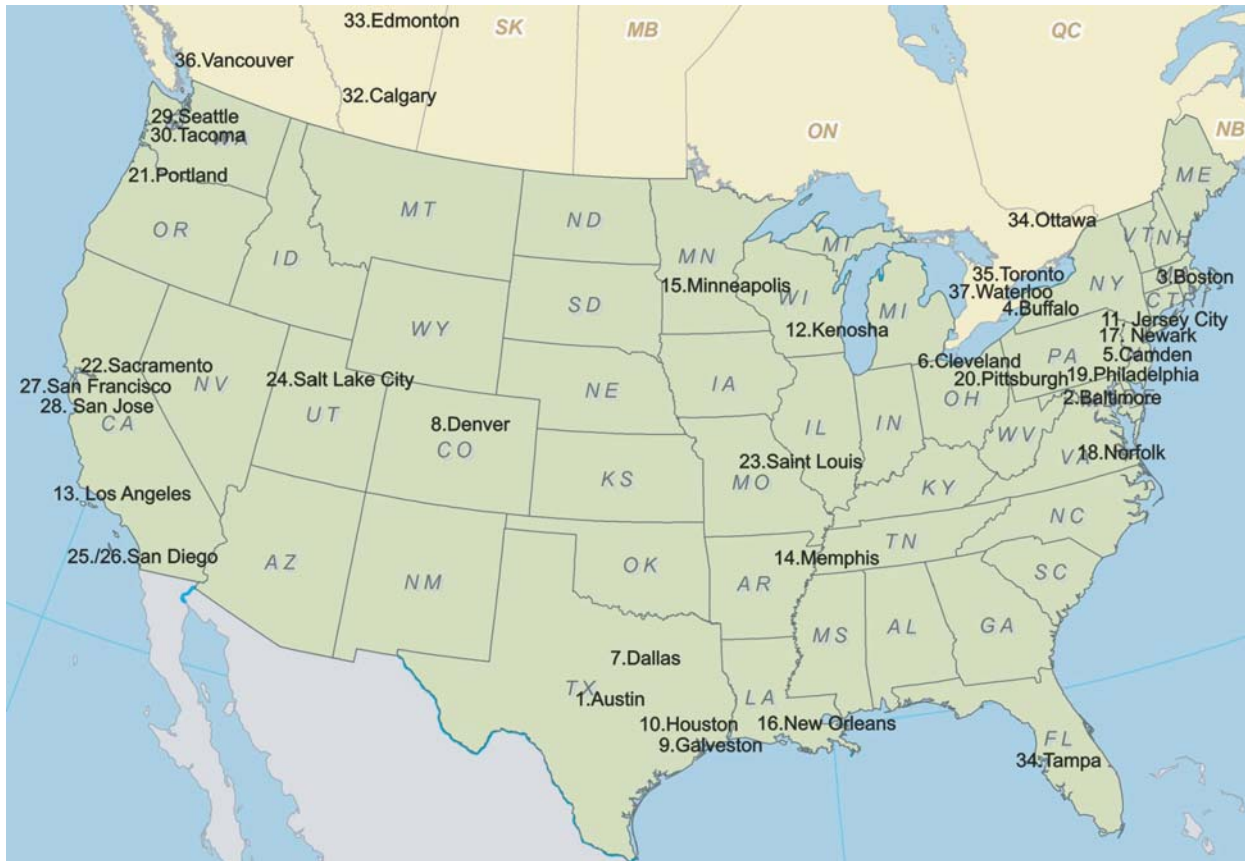 33.Edmonton
SK
MB
QC
36.Vancouver
32.Calgary
29.Seattle
30.Tacoma
WA
ON
NB
21.Portland
ME
MT
ND
OR
34.Ottawa
VT
NH
ID
MN
MI
35.Toronto
3.Boston
15.Minneapolis
37.Waterloo
NY
SD
WI
MI
4.Buffalo
CT
RI
WY
12.Kenosha
11. Jersey City
17. Newark
22.Sacramento
6.Cleveland
PA
5.Camden
27.San Francisco
NV
24.Salt Lake City
NE
IA
20.Pittsburgh
19.Philadelphia
28. San Jose
UT
OH
2.Baltimore
CA
8.Denver
IL
IN
CO
WV
18.Norfolk
23.Saint Louis
VA
KS
MO
KY
13. Los Angeles
NC
TN
25./26.San Diego
14.Memphis
AZ
OK
NM
AR
SC
MS
AL
GA
7.Dallas
TX
1.Austin
LA
10.Houston
16.New Orleans
9.Galveston
FL
34.Tampa